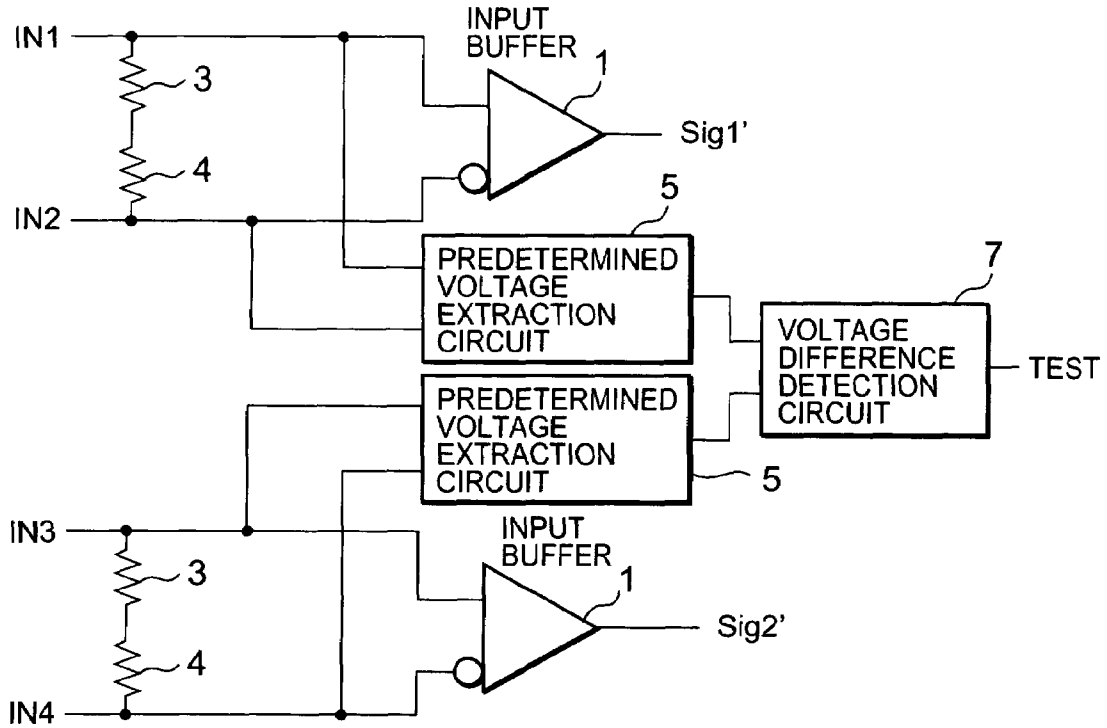 INPUT
BUFFER
IN1
1
3
Sig1'
4
IN2
5
PREDETERMINED
VOLTAGE
EXTRACTION
CIRCUIT
7
VOLTAGE
DIFFERENCE
DETECTION
CIRCUIT
TEST
PREDETERMINED
VOLTAGE
EXTRACTION
CIRCUIT
5
IN3
INPUT
BUFFER
3
1
Sig2'
4
IN4